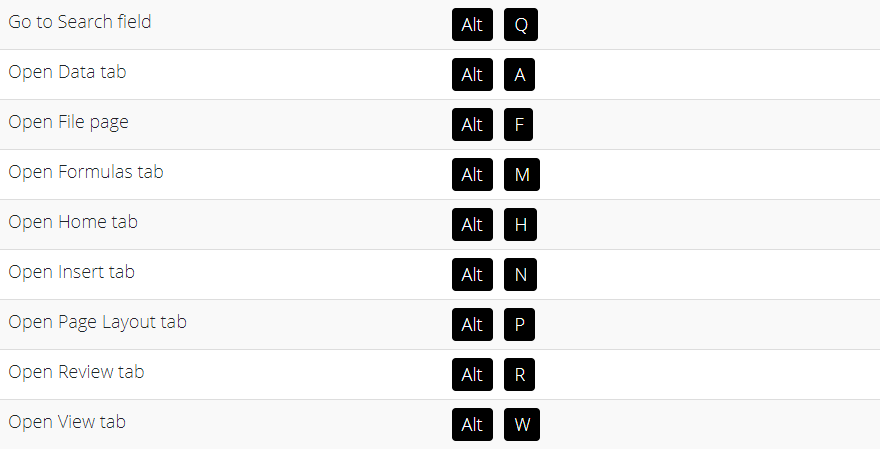 Go to Search field Alt Q
Open Data tab Alt A
Open File page Alt F
Open Formulas tab Alt M
Open Home tab Alt H
Open Insert tab Alt N
Open Page Layout tab Alt P
Open Review tab Alt R
Open View tab Alt W